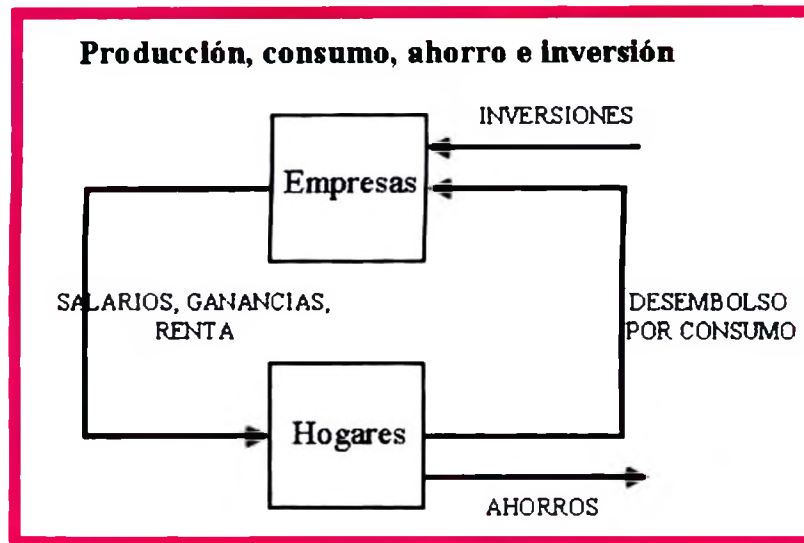 Producción, consumo, ahorro e inversión
INVERSIONES
Empresas
SALARIOS, GANANCIAS,
RENTA
DESEMBOLSO
POR CONSUMO
Hogares
AHORROS